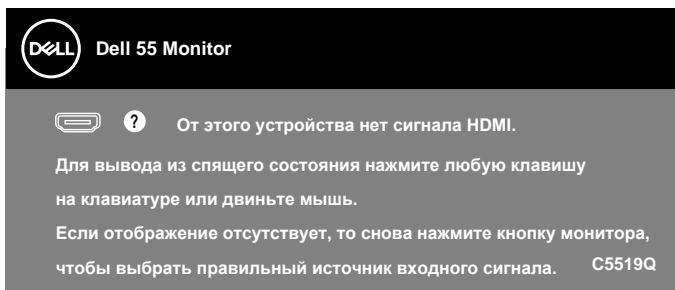 DELL Dell 55 Monitor
? От этого устройства нет сигнала HDMI.
Для вывода из спящего состояния нажмите любую клавишу
на клавиатуре или двиньте мышь.
Если отображение отсутствует, то снова нажмите кнопку монитора,
чтобы выбрать правильный источник входного сигнала. C5519Q